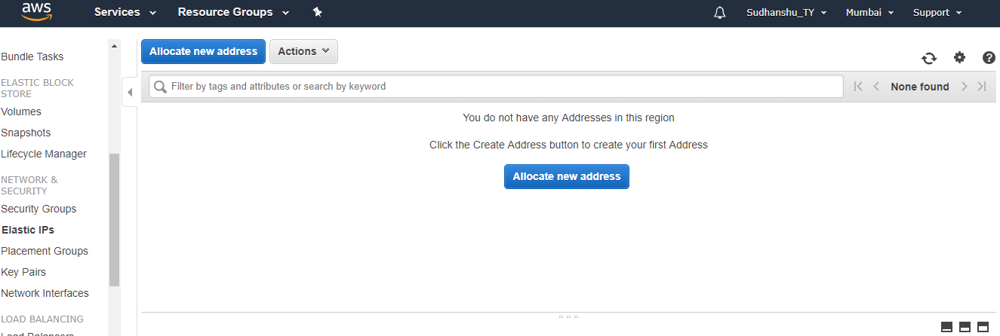 aws
Services
Resource Groups
Sudhanshu_TY
Mumbai
Support
Bundle Tasks
ELASTIC BLOCK
STORE
Volumes
Snapshots
Lifecycle Manager
NETWORK &
SECURITY
Security Groups
Elastic IPs
Placement Groups
Key Pairs
Network Interfaces
LOAD BALANCING
Load Balancers
Allocate new address
Actions
Filter by tags and attributes or search by keyword
None found
You do not have any Addresses in this region
Click the Create Address button to create your first Address
Allocate new address